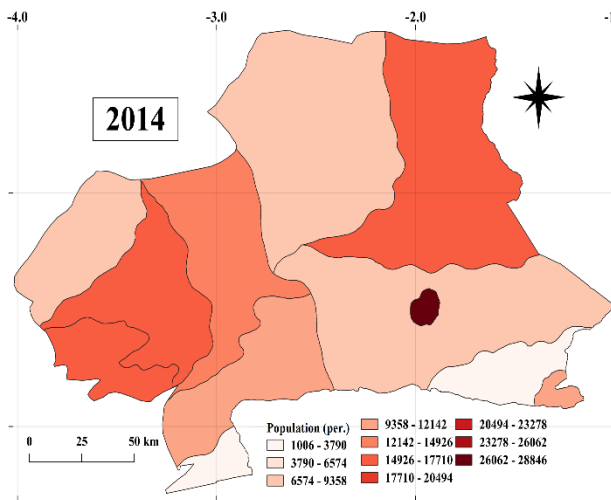 -4.0 -3.0 -2.0 -1
2014
Population (per.)
1006 - 3790
3790 - 6574
6574 - 9358
9358 - 12142
12142 - 14926
14926 - 17710
17710 - 20494
20494 - 23278
23278 - 26062
26062 - 28846
0 25 50 km